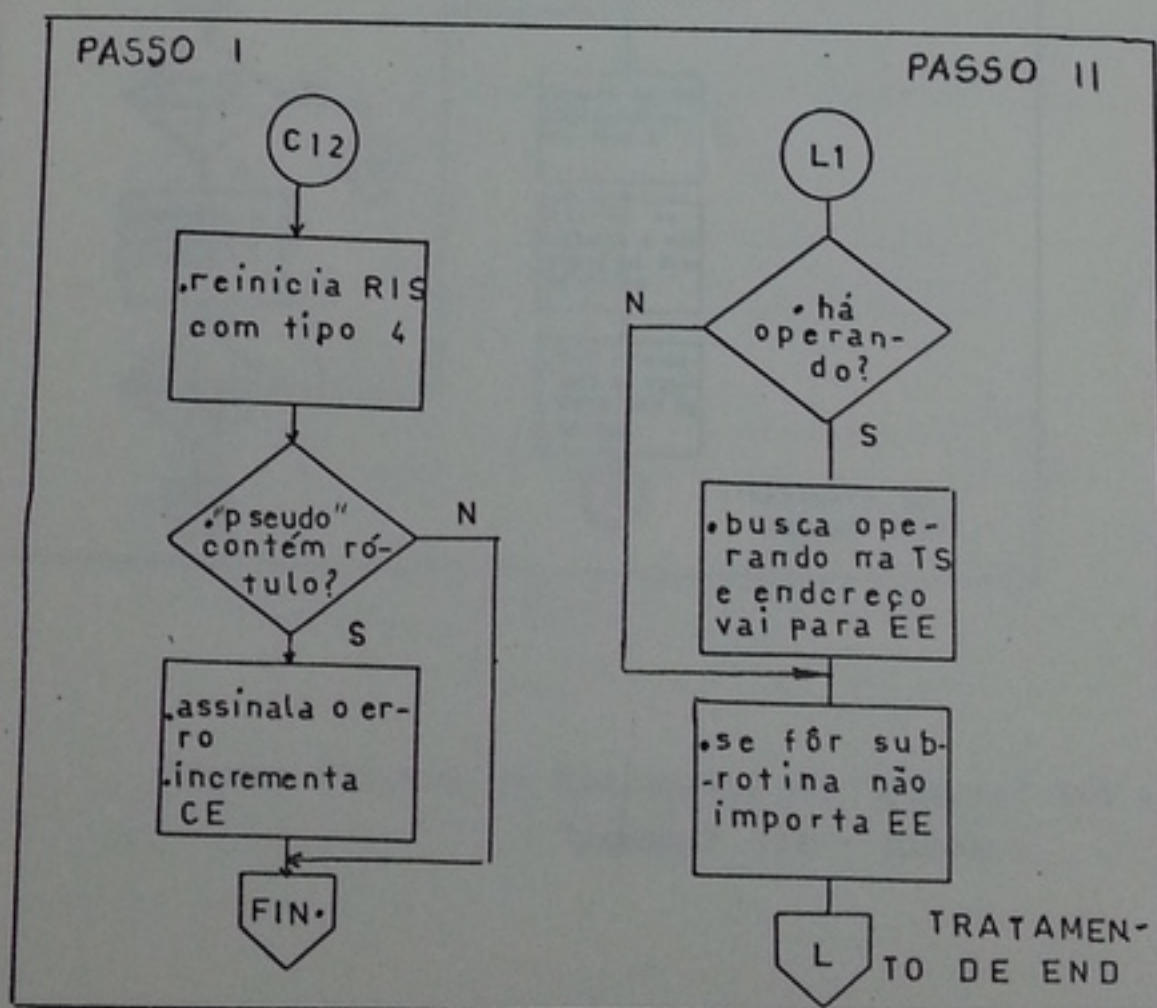 PASSO I
C12
.reinicia RIS
com tipo 4
."pseudo"
contém ró-
tulo?
N
S
.assinala o er-
ro
.incrementa
CE
FIN.
PASSO II
L1
N
. há
operan-
do?
S
.busca ope-
rando na TS
e endereço
vai para EE
.se fôr sub-
-rotina não
importa EE
L
TRATAMEN-
TO DE END